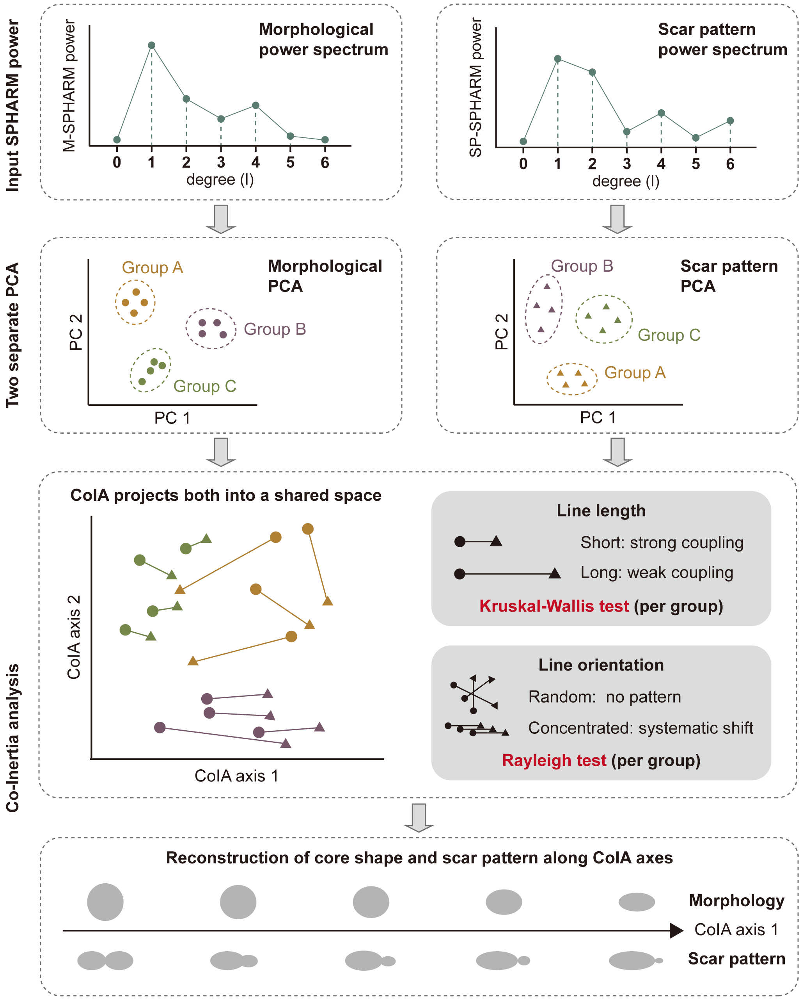 Input SPHARM power
M-SPHARM power
Morphological
power spectrum
0 1 2 3 4 5 6
degree (l)
SP-SPHARM power
Scar pattern
power spectrum
0 1 2 3 4 5 6
degree (l)
Two separate PCA
Morphological
PCA
Group A
Group B
Group C
PC 2
PC 1
Scar pattern
PCA
Group B
Group C
Group A
PC 2
PC 1
Co-Inertia analysis
CoIA projects both into a shared space
CoIA axis 2
CoIA axis 1
Line length
Short: strong coupling
Long: weak coupling
Kruskal-Wallis test (per group)
Line orientation
Random: no pattern
Concentrated: systematic shift
Rayleigh test (per group)
Reconstruction of core shape and scar pattern along CoIA axes
Morphology
CoIA axis 1
Scar pattern